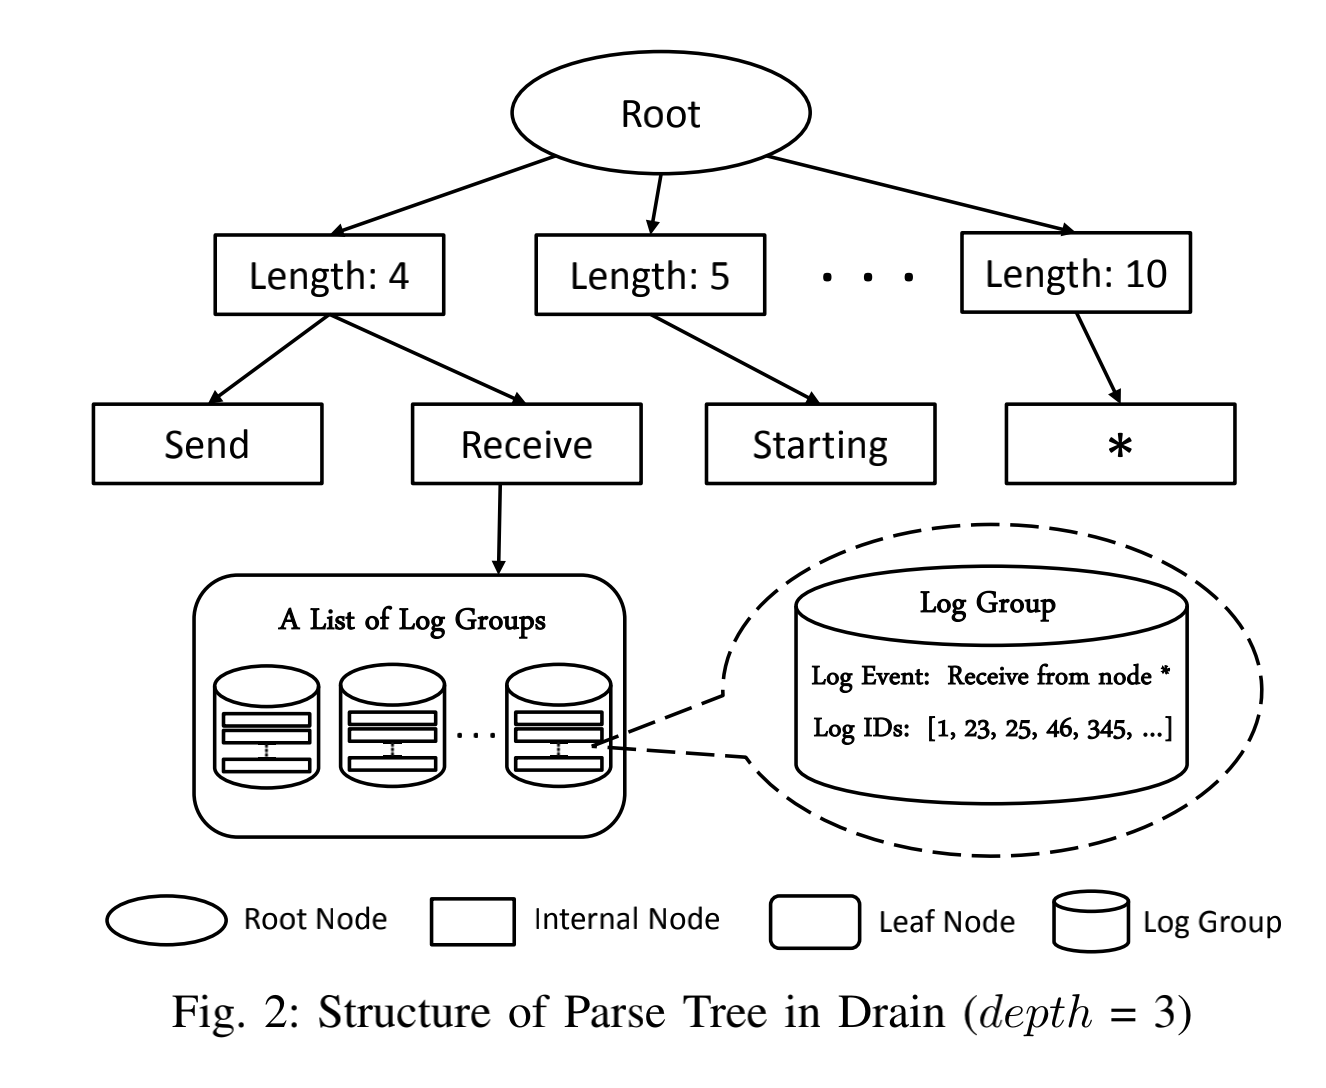 Root
Length: 4
Length: 5
. . .
Length: 10
Send
Receive
Starting
*
A List of Log Groups
...
Log Group
Log Event: Receive from node *
Log IDs: [1, 23, 25, 46, 345, ...]
Root Node
Internal Node
Leaf Node
Log Group
Fig. 2: Structure of Parse Tree in Drain (depth = 3)